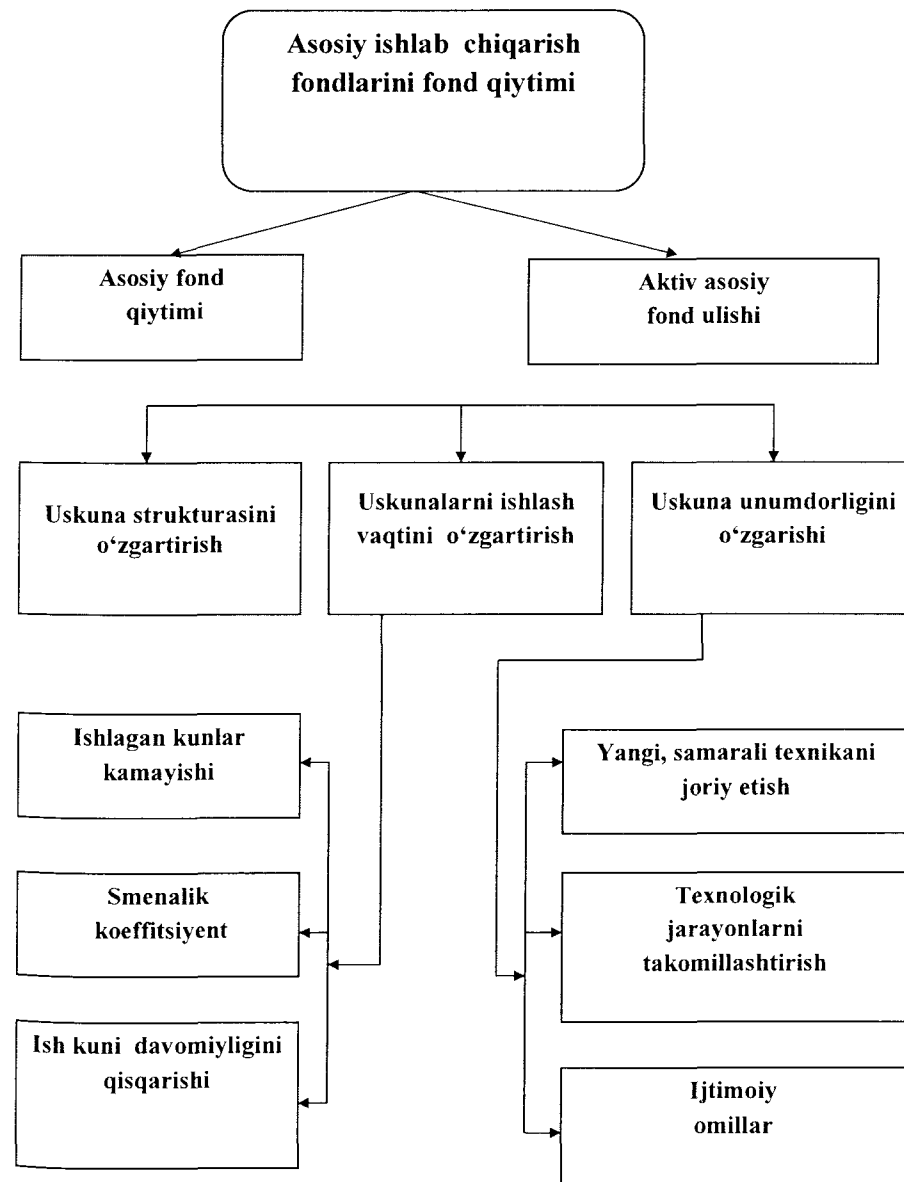 Asosiy ishlab chiqarish
fondlarini fond qiytimi
Asosiy fond
qiytimi
Aktiv asosiy
fond ulishi
Uskuna strukturasini
o‘zgartirish
Uskunalarni ishlash
vaqtini o‘zgartirish
Uskuna unumdorligini
o‘zgarishi
Ishlagan kunlar
kamayishi
Smenalik
koeffitsiyent
Ish kuni davomiyligini
qisqarishi
Yangi, samarali texnikani
joriy etish
Texnologik
jarayonlarni
takomillashtirish
Ijtimoiy
omillar